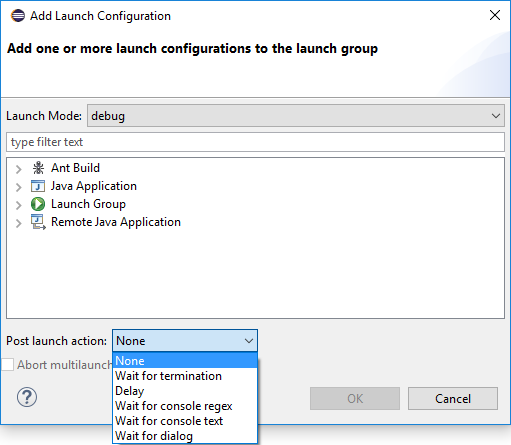 Add Launch Configuration
Add one or more launch configurations to the launch group
Launch Mode: debug
type filter text
Ant Build
Java Application
Launch Group
Remote Java Application
Post launch action: None
Abort multilaunch
None
Wait for termination
Delay
Wait for console regex
Wait for console text
Wait for dialog
?
OK
Cancel